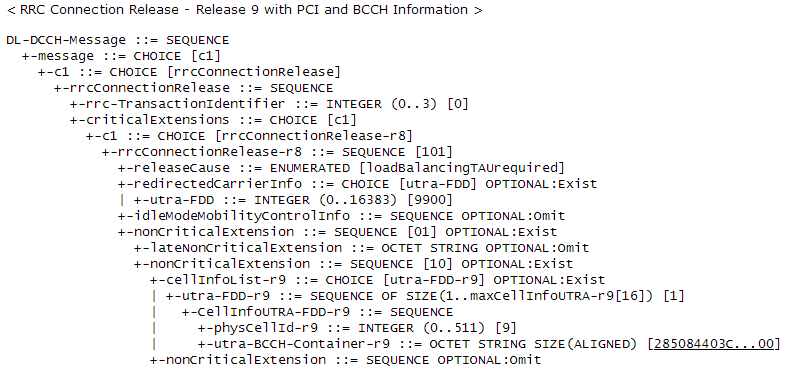 < RRC Connection Release - Release 9 with PCI and BCCH Information >
DL-DCCH-Message ::= SEQUENCE
+-message ::= CHOICE [c1]
+-c1 ::= CHOICE [rrcConnectionRelease]
+-rrcConnectionRelease ::= SEQUENCE
+-rrc-TransactionIdentifier ::= INTEGER (0..3) [0]
+-criticalExtensions ::= CHOICE [c1]
+-c1 ::= CHOICE [rrcConnectionRelease-r8]
+-rrcConnectionRelease-r8 ::= SEQUENCE [101]
+-releaseCause ::= ENUMERATED [loadBalancingTAUrequired]
+-redirectedCarrierInfo ::= CHOICE [utra-FDD] OPTIONAL:Exist
| +-utra-FDD ::= INTEGER (0..16383) [9900]
+-idleModeMobilityControlInfo ::= SEQUENCE OPTIONAL:Omit
+-nonCriticalExtension ::= SEQUENCE [01] OPTIONAL:Exist
+-lateNonCriticalExtension ::= OCTET STRING OPTIONAL:Omit
+-nonCriticalExtension ::= SEQUENCE [10] OPTIONAL:Exist
+-cellInfoList-r9 ::= CHOICE [utra-FDD-r9] OPTIONAL:Exist
| +-utra-FDD-r9 ::= SEQUENCE OF SIZE(1..maxCellInfoUTRA-r9[16]) [1]
| +-CellInfoUTRA-FDD-r9 ::= SEQUENCE
| +-physCellId-r9 ::= INTEGER (0..511) [9]
| +-utra-BCCH-Container-r9 ::= OCTET STRING SIZE(ALIGNED) [285084403C...00]
+-nonCriticalExtension ::= SEQUENCE OPTIONAL:Omit